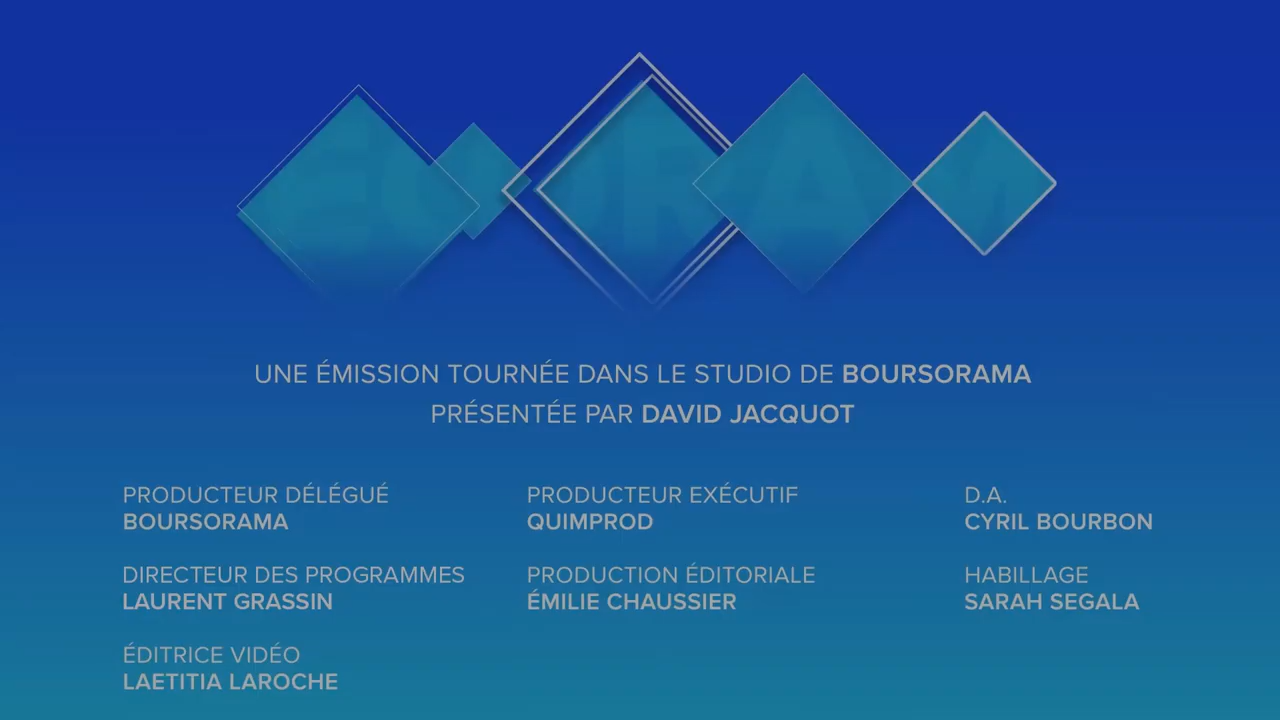 UNE ÉMISSION TOURNÉE DANS LE STUDIO DE BOURSORAMA
PRÉSENTÉE PAR DAVID JACQUOT
PRODUCTEUR DÉLÉGUÉ
BOURSORAMA
DIRECTEUR DES PROGRAMMES
LAURENT GRASSIN
ÉDITRICE VIDÉO
LAETITIA LAROCHE
PRODUCTEUR EXÉCUTIF
QUIMPROD
PRODUCTION ÉDITORIALE
ÉMILIE CHAUSSIER
D.A.
CYRIL BOURBON
HABILLAGE
SARAH SEGALA